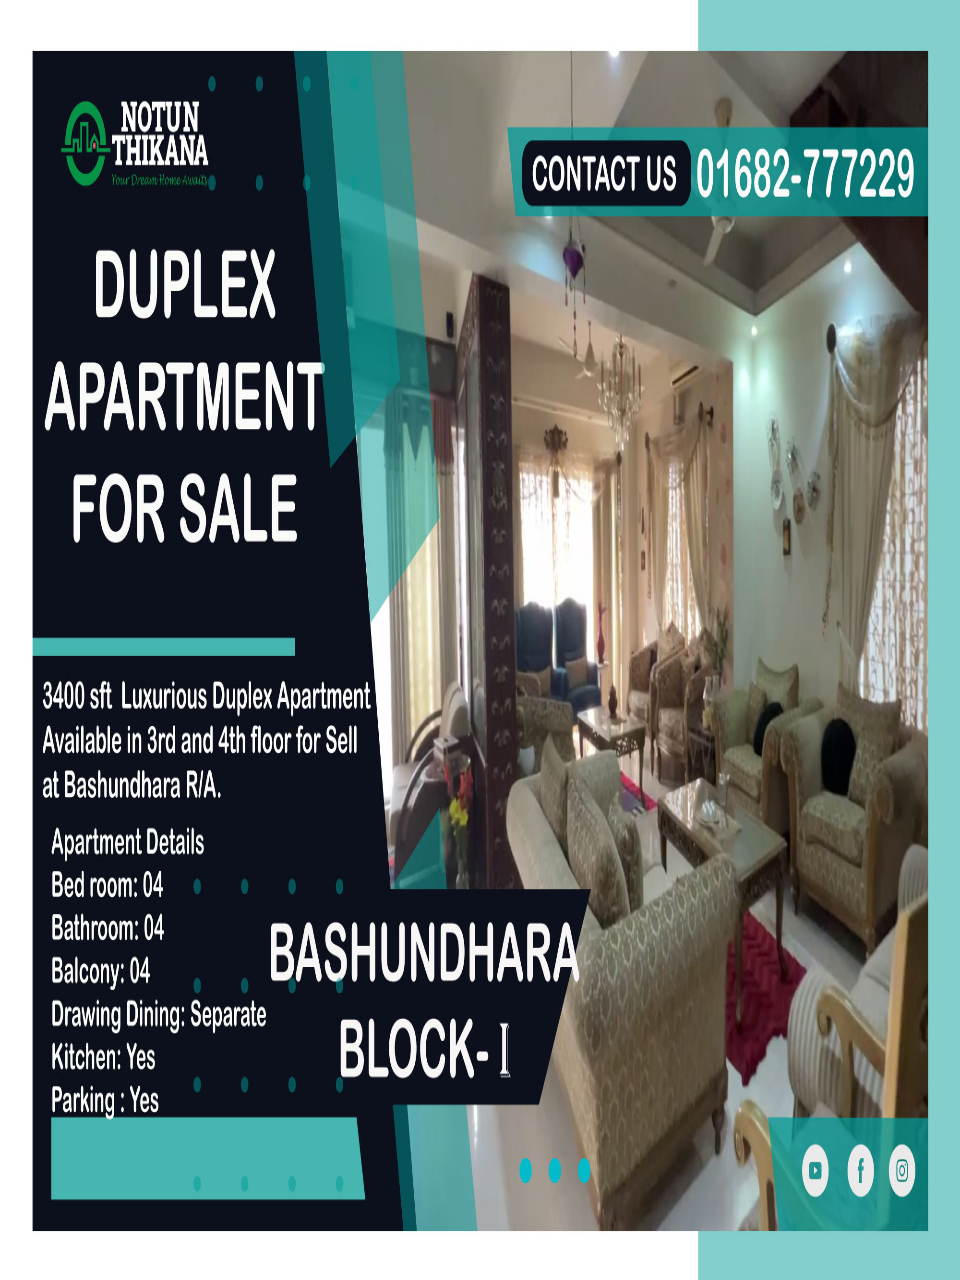 NOTUN
THIKANA
Your Dream Home Awaits
CONTACT US 01682-777229
DUPLEX
APARTMENT
FOR SALE
3400 sft Luxurious Duplex Apartment
Available in 3rd and 4th floor for Sell
at Bashundhara R/A.
Apartment Details
Bed room: 04
Bathroom: 04
Balcony: 04
Drawing Dining: Separate
Kitchen: Yes
Parking : Yes
BASHUNDHARA
BLOCK- I